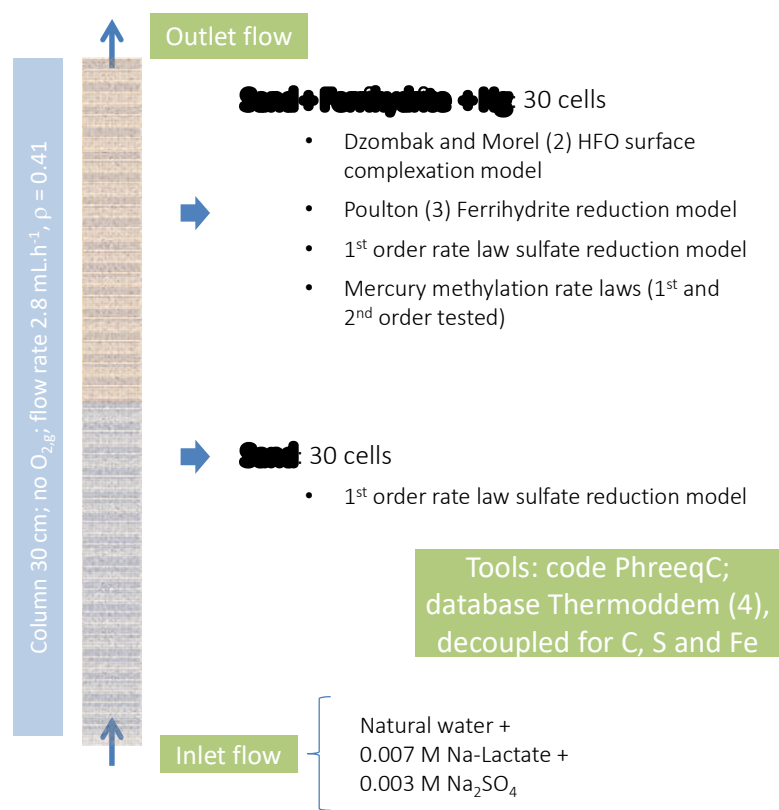 Outlet flow
Column 30 cm; no O₂,g; flow rate 2.8 mL.h⁻¹, ρ = 0.41
Sand + Ferrihydrite + Hg: 30 cells
• Dzombak and Morel (2) HFO surface
complexation model
• Poulton (3) Ferrihydrite reduction model
• 1st order rate law sulfate reduction model
• Mercury methylation rate laws (1st and
2nd order tested)
Sand: 30 cells
• 1st order rate law sulfate reduction model
Tools: code PhreeqC;
database Thermoddem (4),
decoupled for C, S and Fe
Inlet flow
Natural water +
0.007 M Na-Lactate +
0.003 M Na₂SO₄